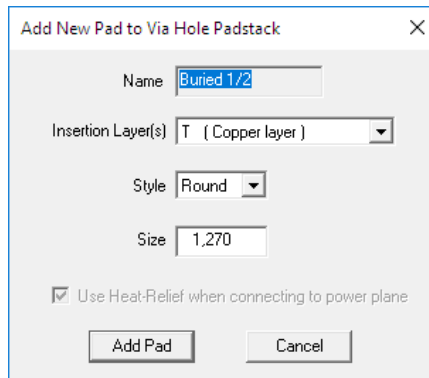 Add New Pad to Via Hole Padstack
Name Buried 1/2
Insertion Layer(s) T ( Copper layer )
Style Round
Size 1,270
Use Heat-Relief when connecting to power plane
Add Pad Cancel